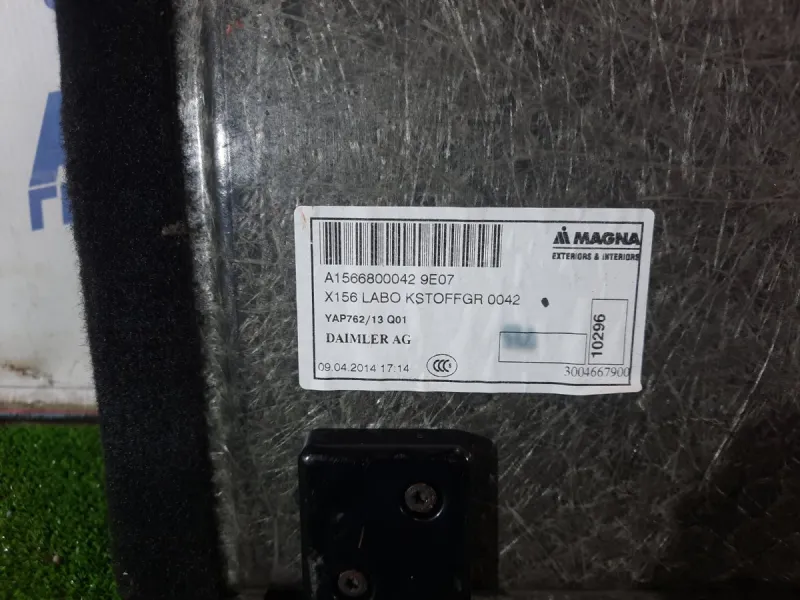 MAGNA
EXTERIORS & INTERIORS
A1566800042 9E07
X156 LABO KSTOFFGR 0042
YAP762/13 Q01
DAIMLER AG
10296
09.04.2014 17:14
CCC
3004667900